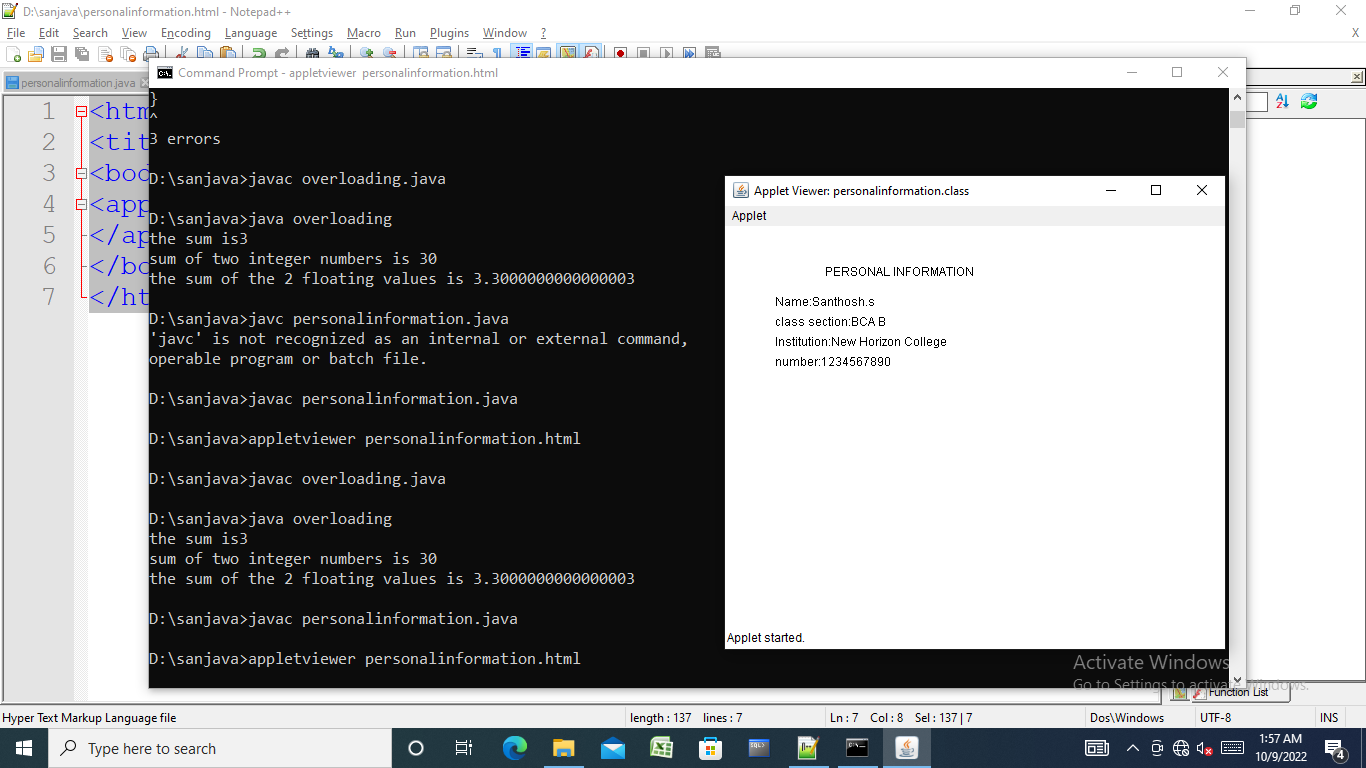 D:\sanjava\personalinformation.html - Notepad++
File Edit Search View Encoding Language Settings Macro Run Plugins Window ? X
personalinformation.java
Command Prompt - appletviewer  personalinformation.html
1 <htm
2 <tit
3 <bod
4 <app
5 </ap
6 </bo
7 </ht
}
^
3 errors
D:\sanjava>javac overloading.java
D:\sanjava>java overloading
the sum is3
sum of two integer numbers is 30
the sum of the 2 floating values is 3.3000000000000003
D:\sanjava>javc personalinformation.java
'javc' is not recognized as an internal or external command,
operable program or batch file.
D:\sanjava>javac personalinformation.java
D:\sanjava>appletviewer personalinformation.html
D:\sanjava>javac overloading.java
D:\sanjava>java overloading
the sum is3
sum of two integer numbers is 30
the sum of the 2 floating values is 3.3000000000000003
D:\sanjava>javac personalinformation.java
D:\sanjava>appletviewer personalinformation.html
Applet Viewer: personalinformation.class
Applet
PERSONAL INFORMATION
Name:Santhosh.s
class section:BCA B
Institution:New Horizon College
number:1234567890
Applet started.
Activate Windows
Go to Settings to activate Windows.
Function List
Hyper Text Markup Language file length : 137 lines : 7 Ln : 7 Col : 8 Sel : 137 | 7 Dos\Windows UTF-8 INS
Type here to search
1:57 AM
10/9/2022
4